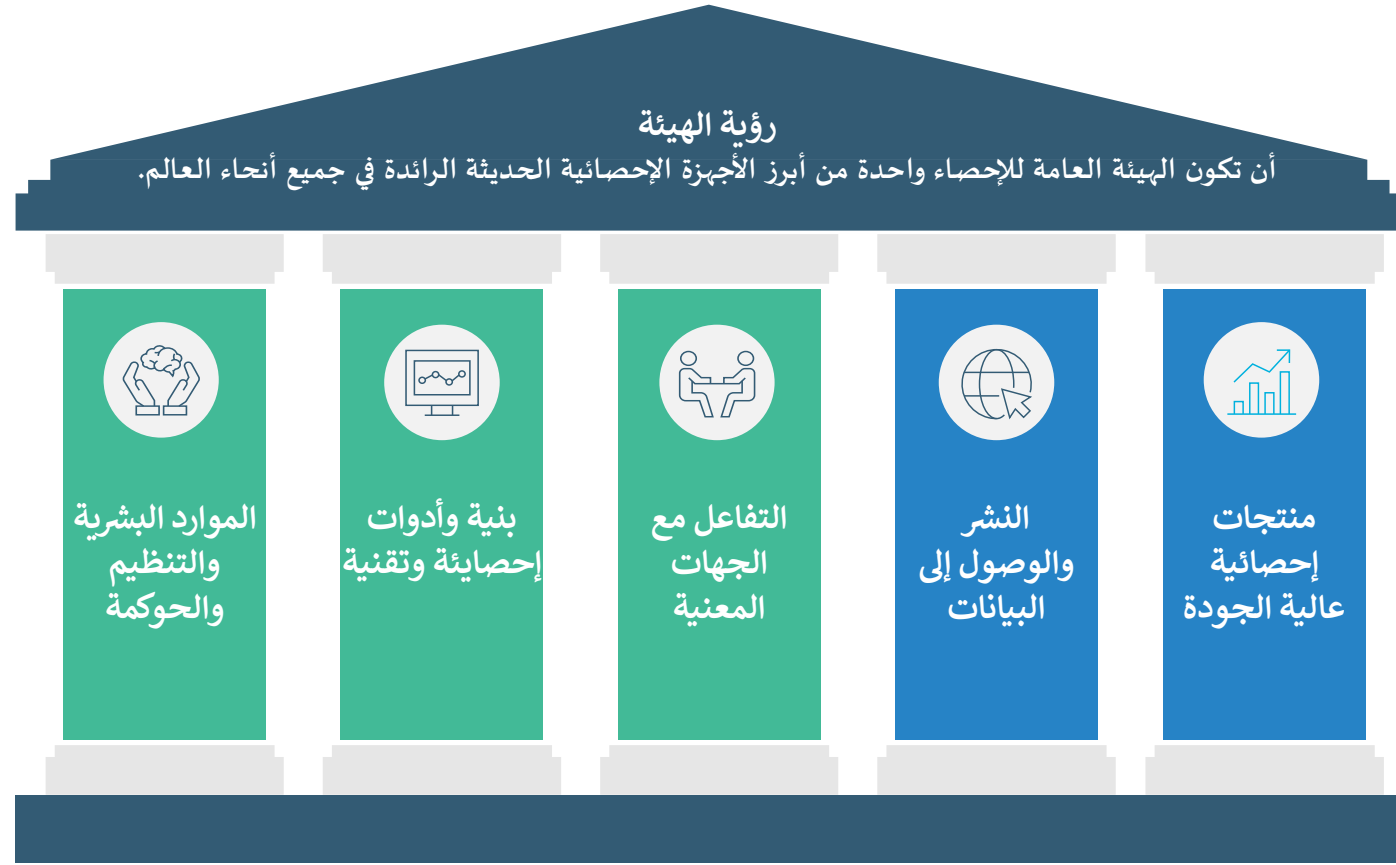 رؤية الهيئة
أن تكون الهيئة العامة للإحصاء واحدة من أبرز الأجهزة الإحصائية الحديثة الرائدة في جميع أنحاء العالم.
منتجات
إحصائية
عالية الجودة
النشر
والوصول إلى
البيانات
التفاعل مع
الجهات
المعنية
بنية وأدوات
إحصايئة وتقنية
الموارد البشرية
والتنظيم
والحوكمة